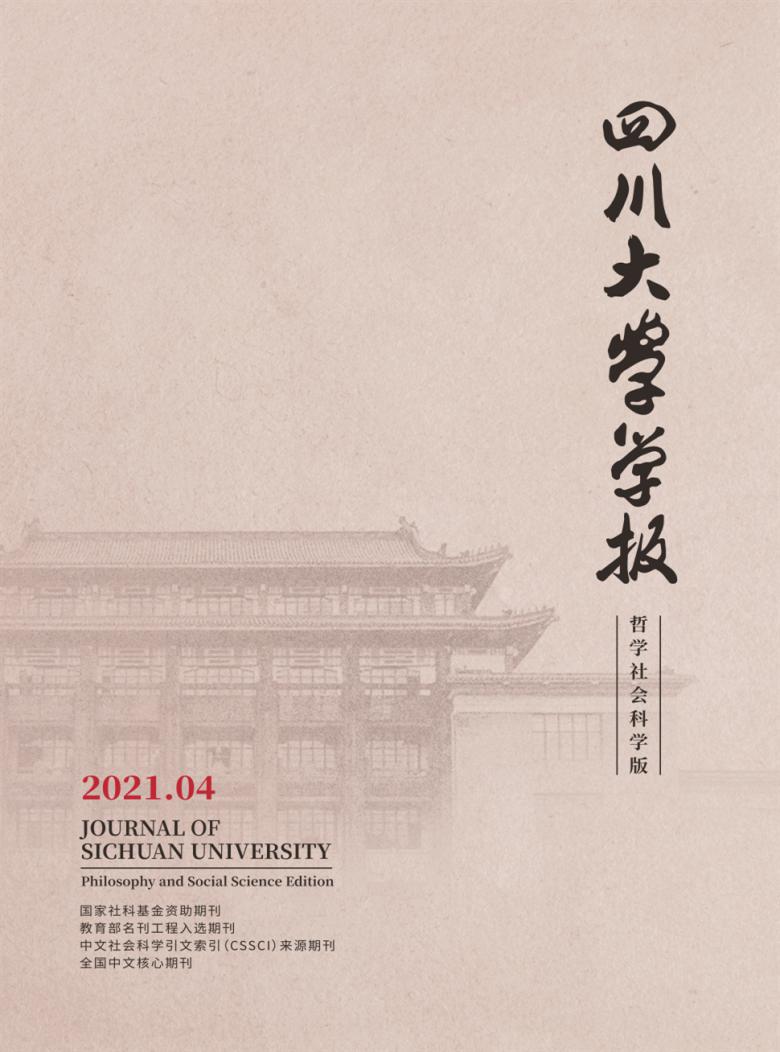 四川大学学报
哲学社会科学版
2021.04
JOURNAL OF
SICHUAN UNIVERSITY
Philosophy and Social Science Edition
国家社科基金资助期刊
教育部名刊工程入选期刊
中文社会科学引文索引(CSSCI)来源期刊
全国中文核心期刊